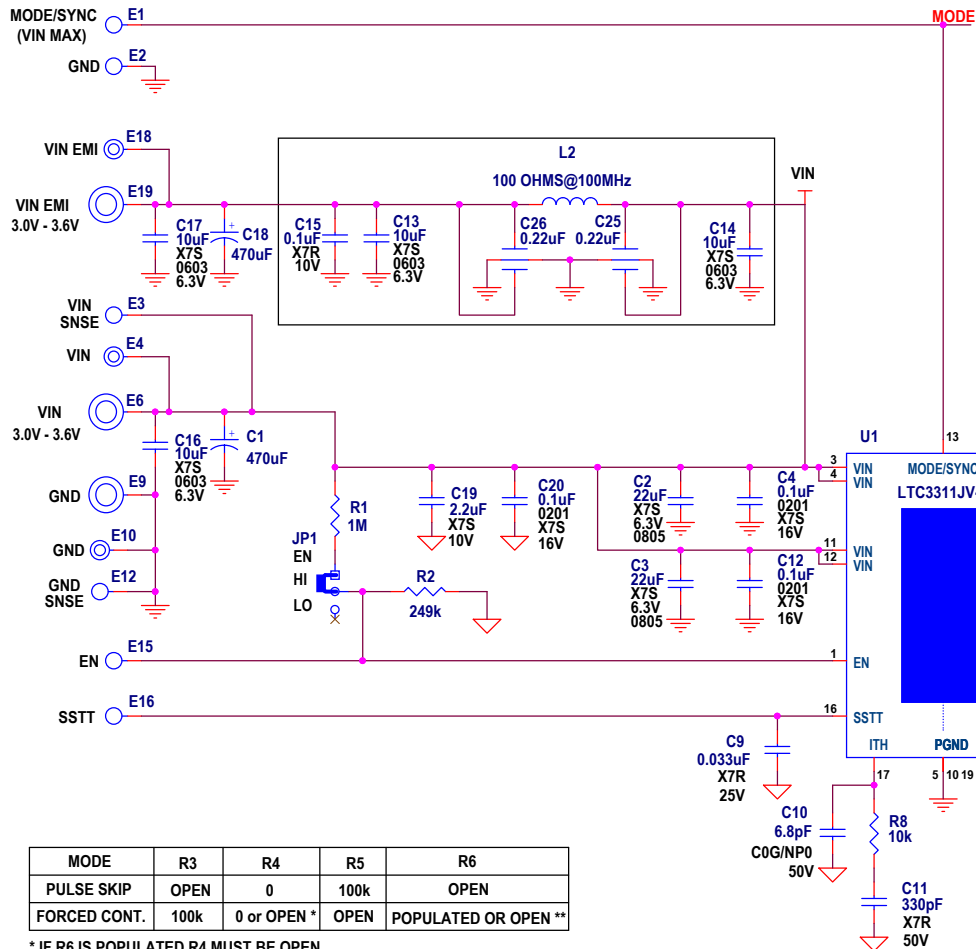 MODE/SYNC E1
(VIN MAX)
MODE
GND E2
VIN EMI E18
VIN EMI E19
3.0V - 3.6V
C17
10uF
X7S
0603
6.3V
+
C18
470uF
L2
100 OHMS@100MHz
C15
0.1uF
X7R
10V
C13
10uF
X7S
0603
6.3V
C26
0.22uF
C25
0.22uF
C14
10uF
X7S
0603
6.3V
VIN
VIN
SNSE
E3
VIN E4
VIN E6
3.0V - 3.6V
C16
10uF
X7S
0603
6.3V
+
C1
470uF
GND E9
GND E10
GND
SNSE
E12
R1
1M
JP1
EN
HI
LO
R2
249k
C19
2.2uF
X7S
10V
C20
0.1uF
0201
X7S
16V
C2
22uF
X7S
6.3V
0805
C4
0.1uF
0201
X7S
16V
C3
22uF
X7S
6.3V
0805
C12
0.1uF
0201
X7S
16V
EN E15
SSTT E16
U1
13
MODE/SYNC
LTC3311JV
3 VIN
4 VIN
11 VIN
12 VIN
1 EN
16 SSTT
ITH
PGND
17
5 10 19
C9
0.033uF
X7R
25V
C10
6.8pF
C0G/NP0
50V
R8
10k
C11
330pF
X7R
50V
MODE R3 R4 R5 R6
PULSE SKIP OPEN 0 100k OPEN
FORCED CONT. 100k 0 or OPEN * OPEN POPULATED OR OPEN **
* IF R6 IS POPULATED R4 MUST BE OPEN